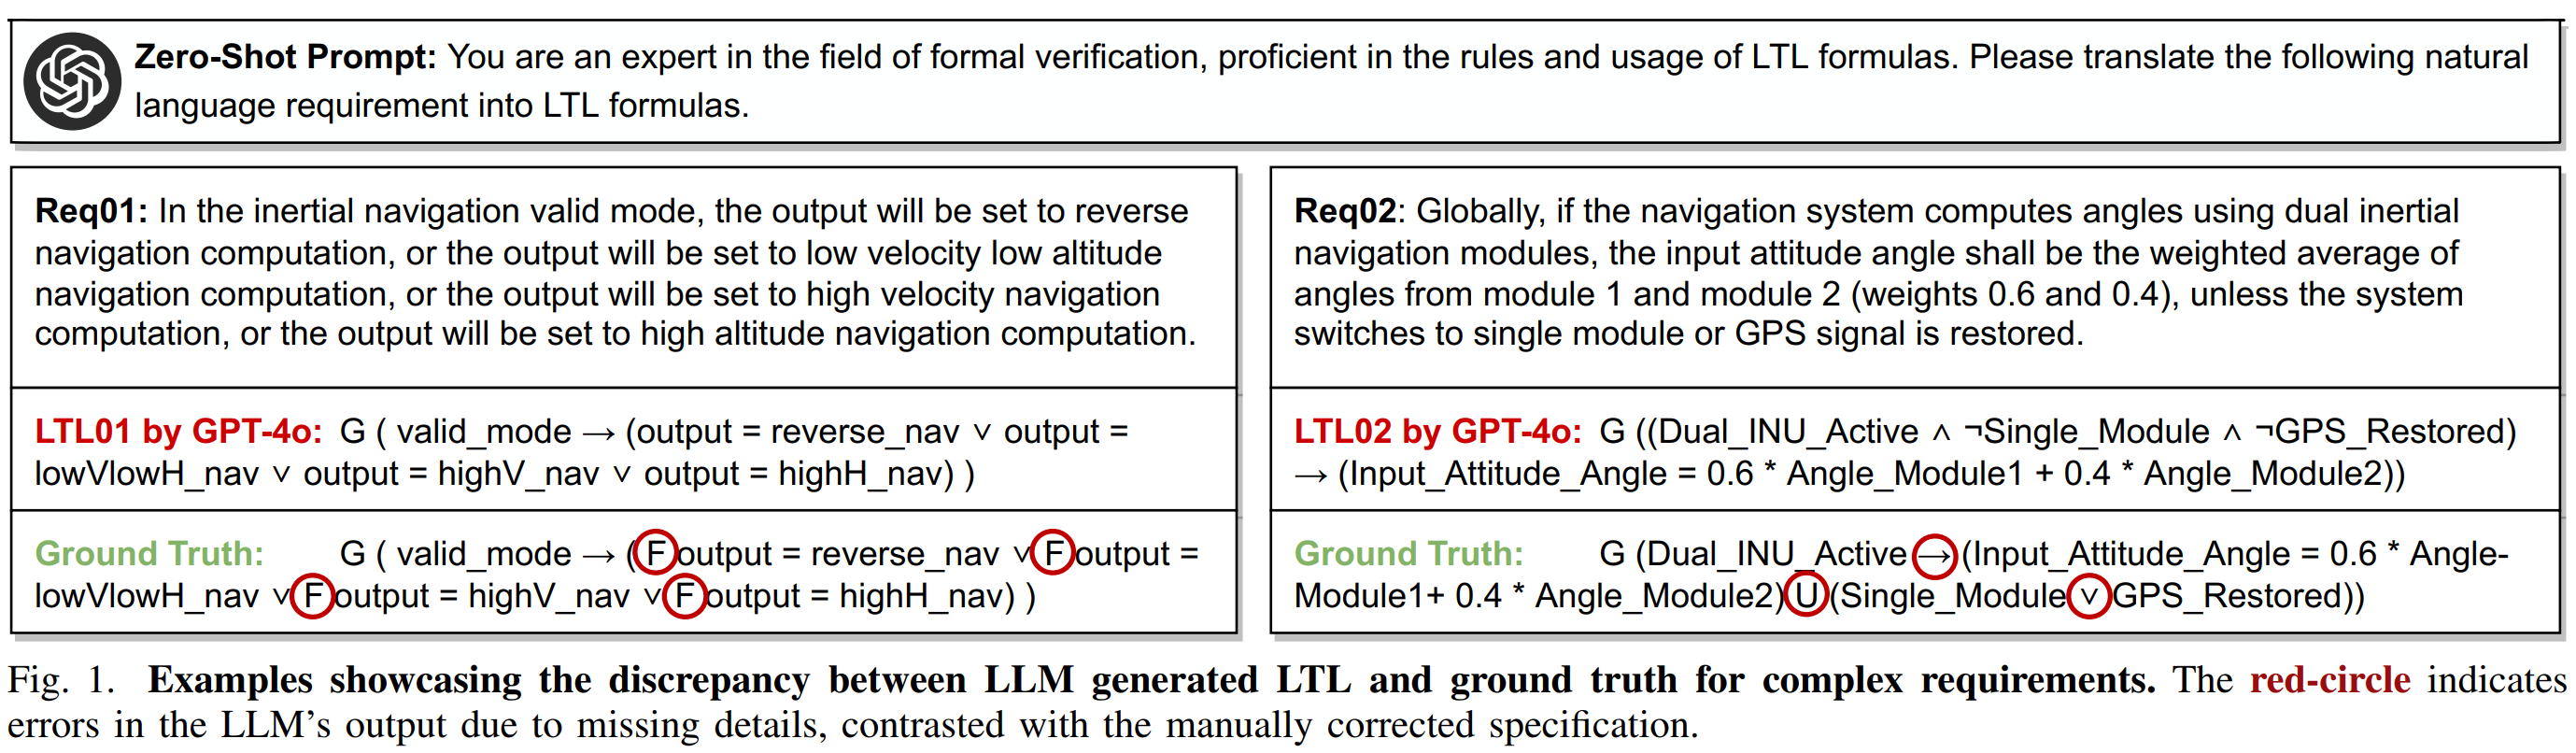 Zero-Shot Prompt: You are an expert in the field of formal verification, proficient in the rules and usage of LTL formulas. Please translate the following natural
language requirement into LTL formulas.
Req01: In the inertial navigation valid mode, the output will be set to reverse
navigation computation, or the output will be set to low velocity low altitude
navigation computation, or the output will be set to high velocity navigation
computation, or the output will be set to high altitude navigation computation.
LTL01 by GPT-4o: G ( valid_mode → (output = reverse_nav ∨ output =
lowVlowH_nav ∨ output = highV_nav ∨ output = highH_nav) )
Ground Truth: G ( valid_mode → (F output = reverse_nav ∨ F output =
lowVlowH_nav ∨ F output = highV_nav ∨ F output = highH_nav) )
Req02: Globally, if the navigation system computes angles using dual inertial
navigation modules, the input attitude angle shall be the weighted average of
angles from module 1 and module 2 (weights 0.6 and 0.4), unless the system
switches to single module or GPS signal is restored.
LTL02 by GPT-4o: G ((Dual_INU_Active ∧ ¬Single_Module ∧ ¬GPS_Restored)
→ (Input_Attitude_Angle = 0.6 * Angle_Module1 + 0.4 * Angle_Module2))
Ground Truth: G (Dual_INU_Active → (Input_Attitude_Angle = 0.6 * Angle-
Module1+ 0.4 * Angle_Module2) U (Single_Module ∨ GPS_Restored))
Fig. 1. Examples showcasing the discrepancy between LLM generated LTL and ground truth for complex requirements. The red-circle indicates
errors in the LLM's output due to missing details, contrasted with the manually corrected specification.